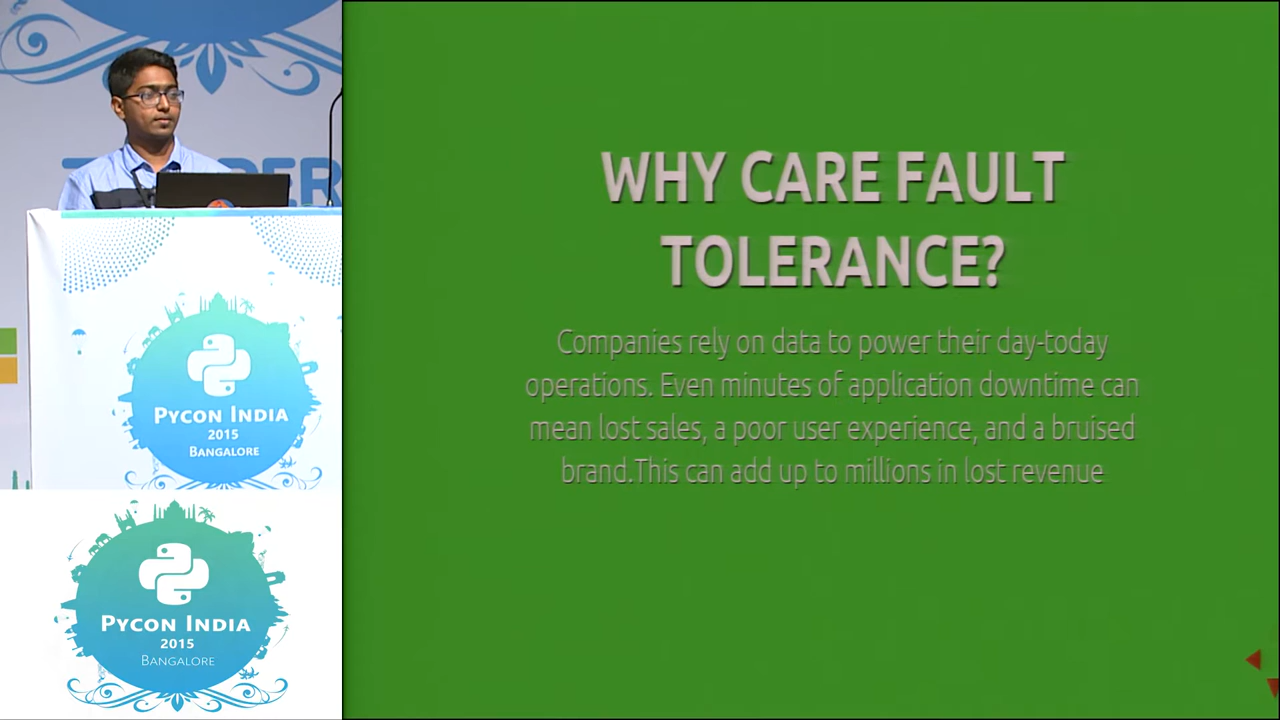 WHY CARE FAULT
TOLERANCE?
Companies rely on data to power their day-today
operations. Even minutes of application downtime can
mean lost sales, a poor user experience, and a bruised
brand.This can add up to millions in lost revenue
PYCON INDIA
2015
BANGALORE
PYCON INDIA
2015
BANGALORE